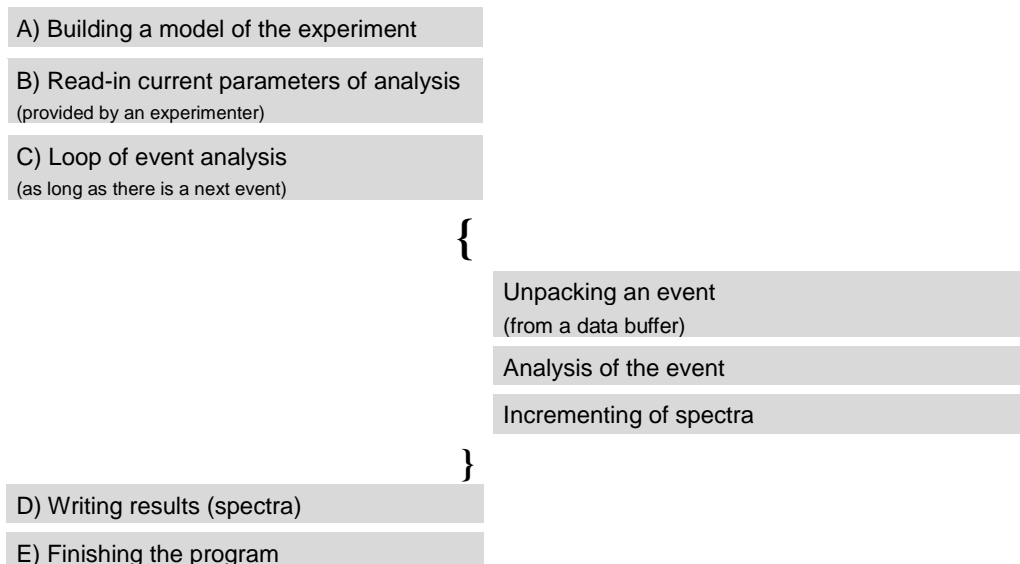 A) Building a model of the experiment
B) Read-in current parameters of analysis
(provided by an experimenter)
C) Loop of event analysis
(as long as there is a next event)
{
Unpacking an event
(from a data buffer)
Analysis of the event
Incrementing of spectra
}
D) Writing results (spectra)
E) Finishing the program